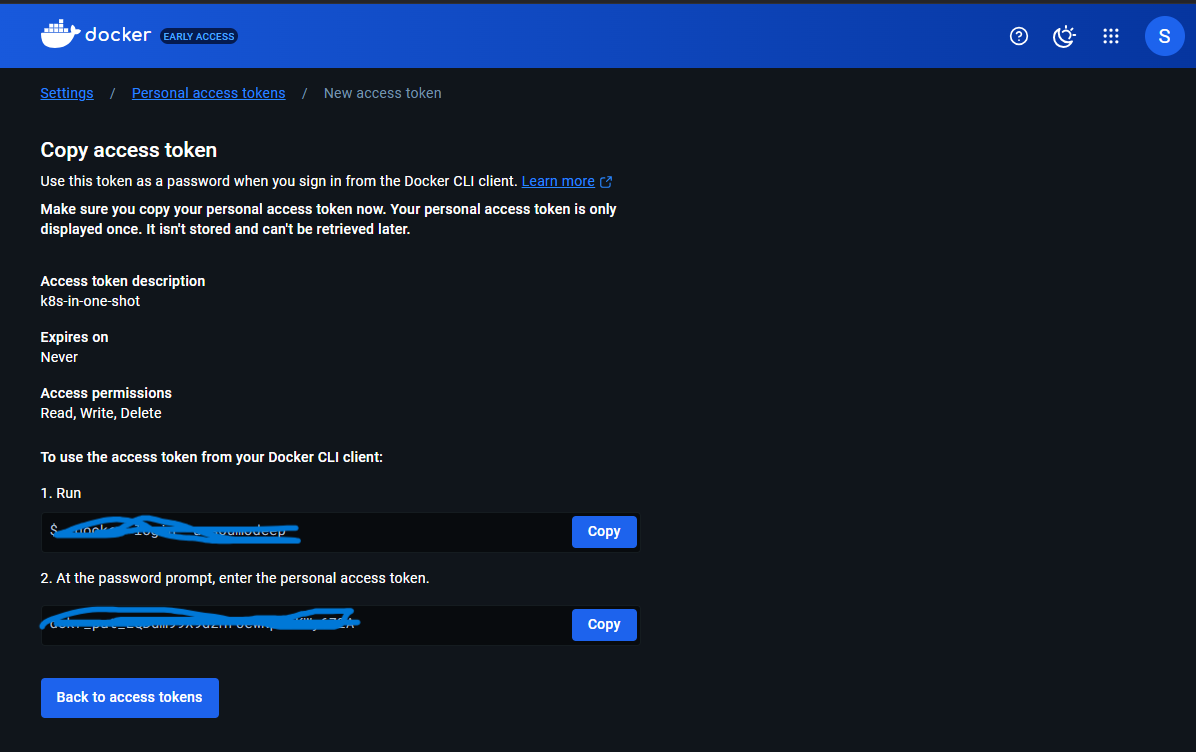 docker EARLY ACCESS
S
Settings / Personal access tokens / New access token
Copy access token
Use this token as a password when you sign in from the Docker CLI client. Learn more
Make sure you copy your personal access token now. Your personal access token is only
displayed once. It isn't stored and can't be retrieved later.
Access token description
k8s-in-one-shot
Expires on
Never
Access permissions
Read, Write, Delete
To use the access token from your Docker CLI client:
1. Run
$
Copy
2. At the password prompt, enter the personal access token.
Copy
Back to access tokens